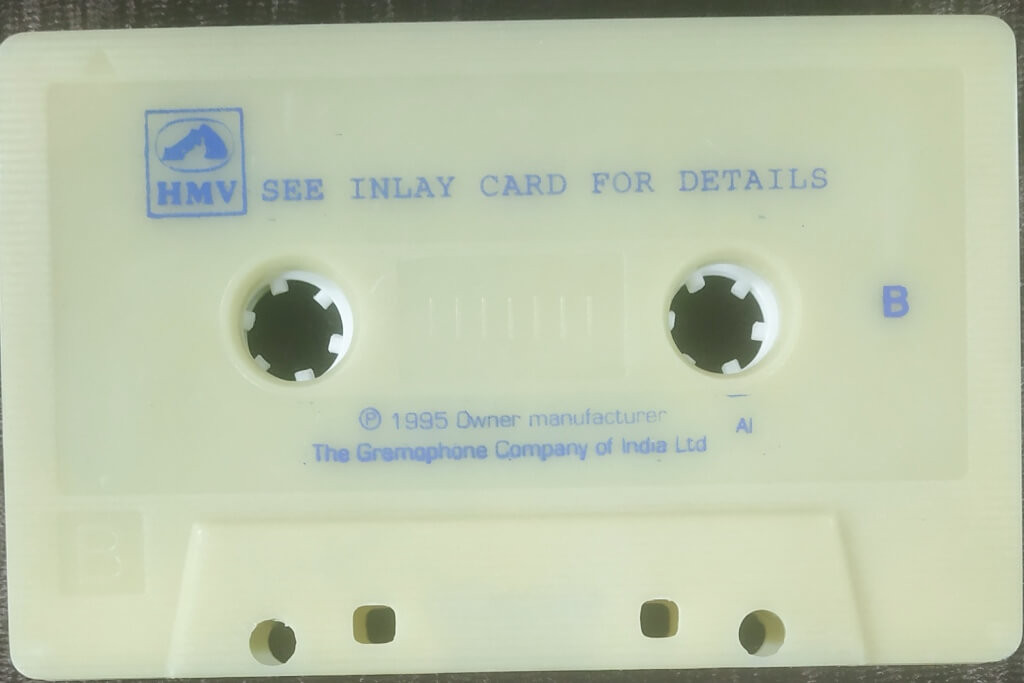 HMV
SEE INLAY CARD FOR DETAILS
B
℗ 1995 Owner manufacturer
AI
The Gramophone Company of India Ltd
B